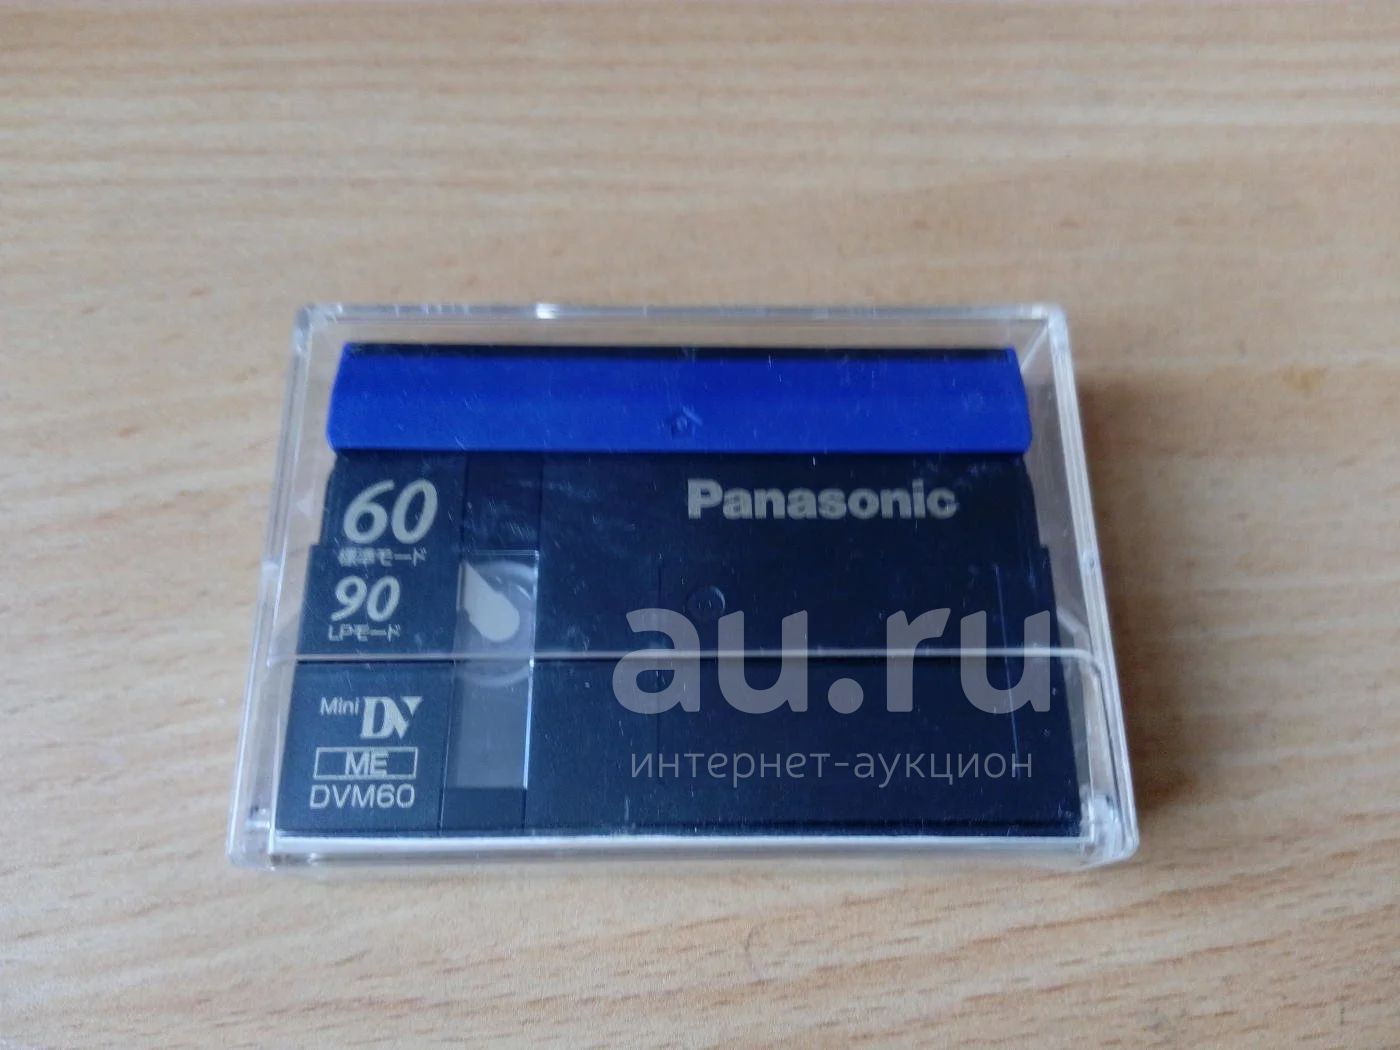 60
標準モード
90
LPモード
Panasonic
Mini DV
ME
DVM60
au.ru
интернет-аукцион